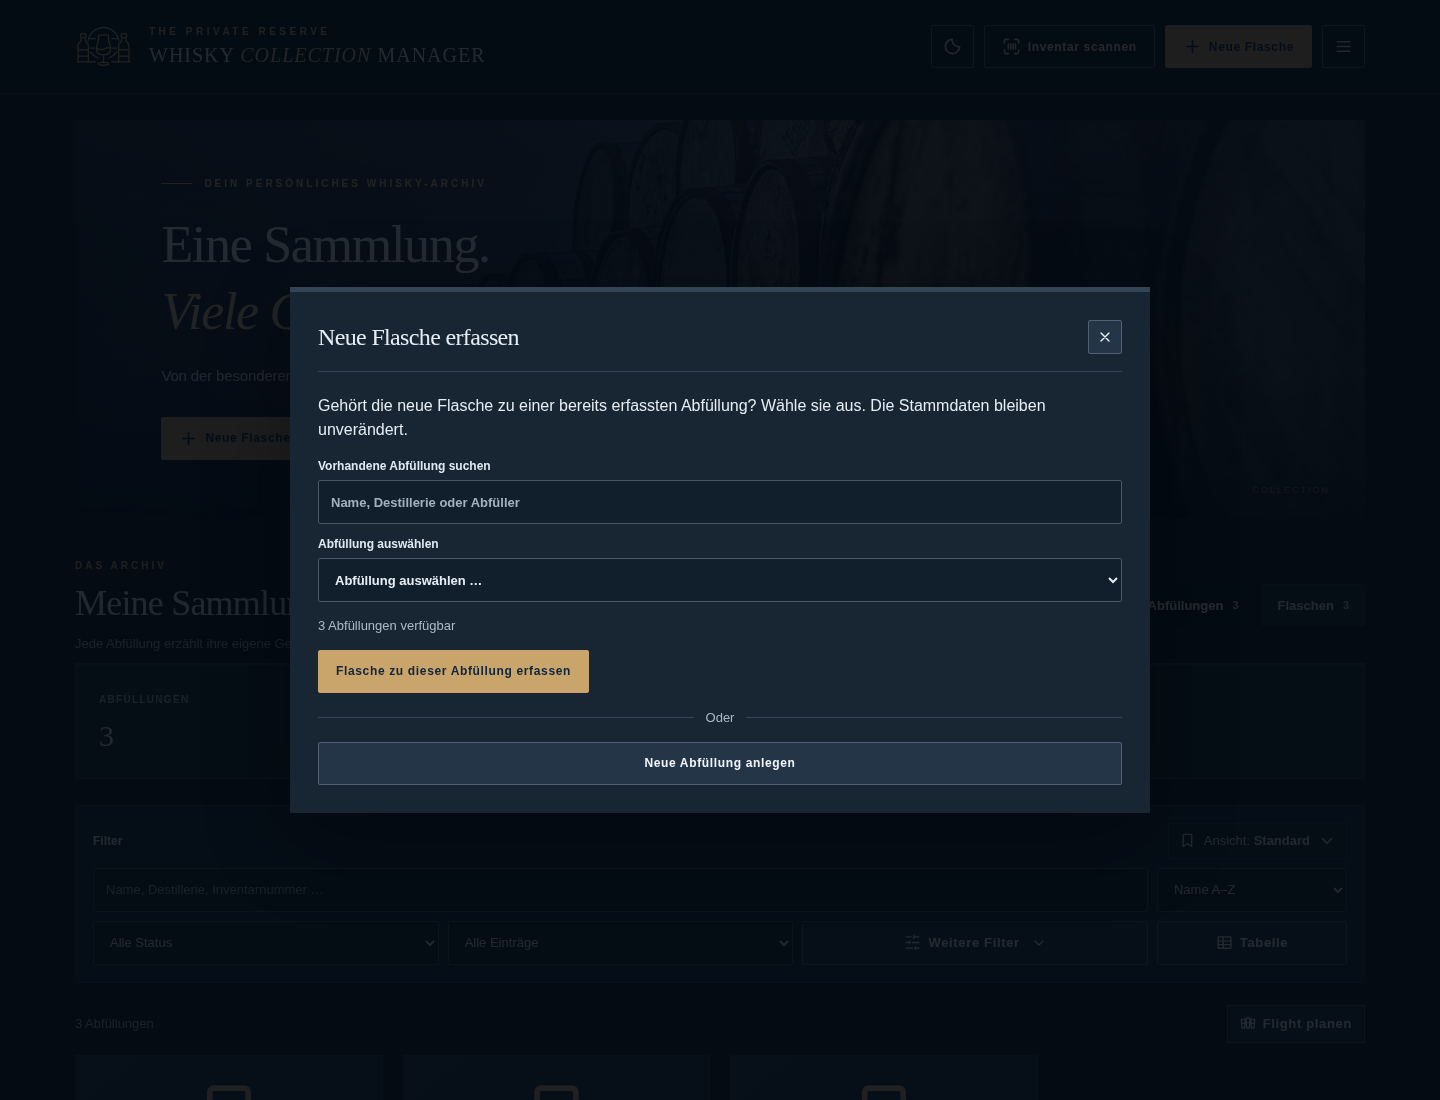 THE PRIVATE RESERVE
WHISKY COLLECTION MANAGER
Inventar scannen
Neue Flasche
DEIN PERSÖNLICHES WHISKY-ARCHIV
Eine Sammlung.
Viele
Von der besonderen
Neue Flasche
COLLECTION
Neue Flasche erfassen
Gehört die neue Flasche zu einer bereits erfassten Abfüllung? Wähle sie aus. Die Stammdaten bleiben
unverändert.
Vorhandene Abfüllung suchen
Name, Destillerie oder Abfüller
Abfüllung auswählen
Abfüllung auswählen …
3 Abfüllungen verfügbar
Flasche zu dieser Abfüllung erfassen
Oder
Neue Abfüllung anlegen
DAS ARCHIV
Meine Sammlu
Abfüllungen 3
Flaschen 3
Jede Abfüllung erzählt ihre eigene Ge
ABFÜLLUNGEN
3
Filter
Ansicht: Standard
Name, Destillerie, Inventarnummer …
Name A–Z
Alle Status
Alle Einträge
Weitere Filter
Tabelle
3 Abfüllungen
Flight planen